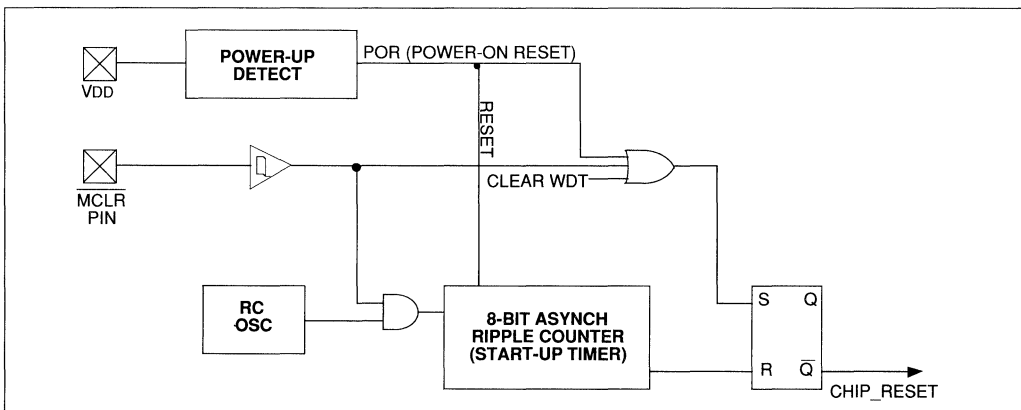 POWER-UP
DETECT
POR (POWER-ON RESET)
VDD
RESET
MCLR
PIN
CLEAR WDT
RC
OSC
8-BIT ASYNCH
RIPPLE COUNTER
(START-UP TIMER)
S Q
R Q
CHIP_RESET